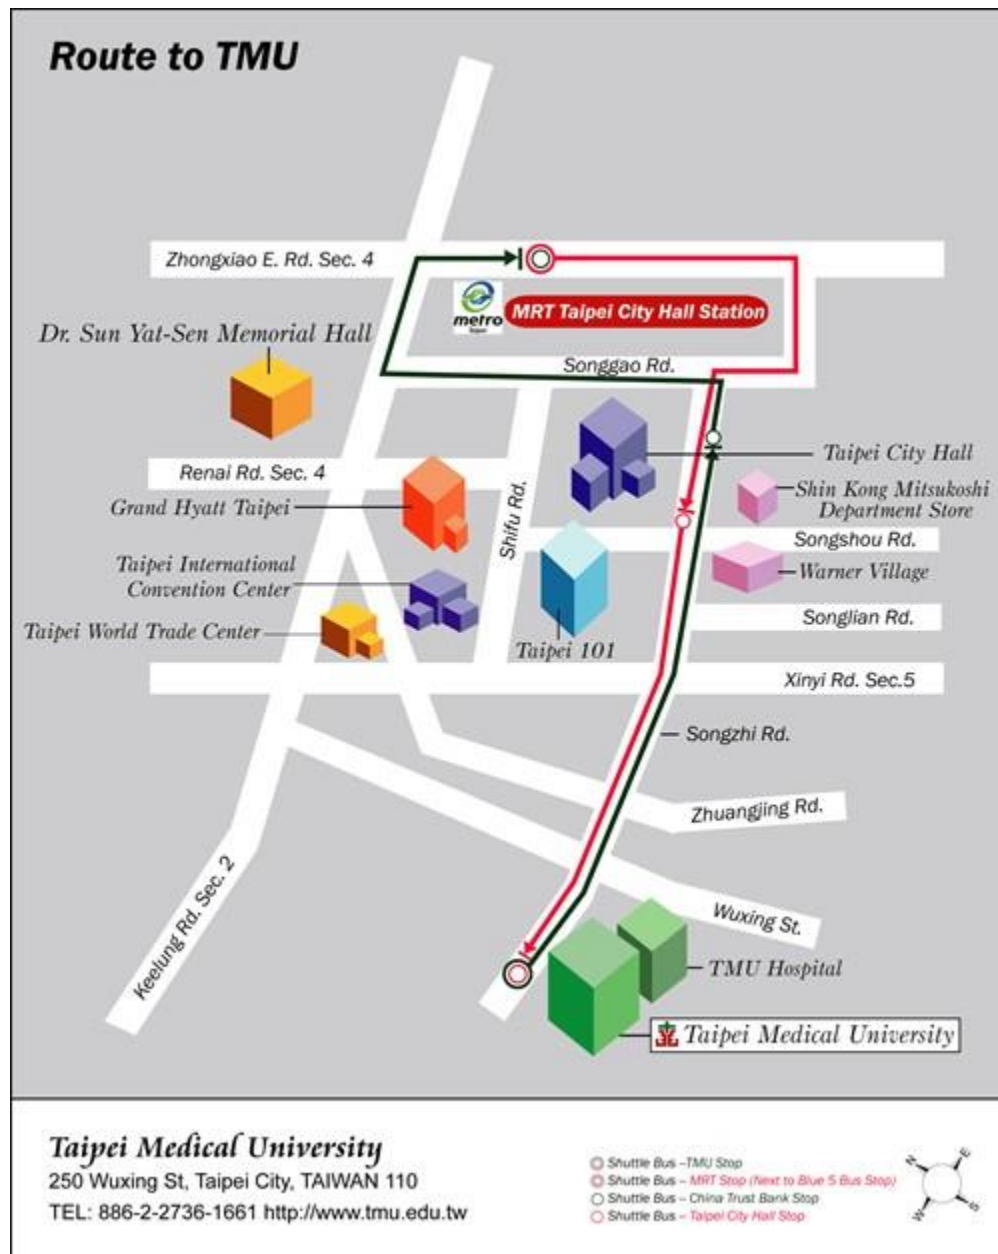 Route to TMU
Zhongxiao E. Rd. Sec. 4
metro
MRT Taipei City Hall Station
Dr. Sun Yat-Sen Memorial Hall
Songgao Rd.
Taipei City Hall
Renai Rd. Sec. 4
Shin Kong Mitsukoshi
Department Store
Grand Hyatt Taipei
Shifu Rd.
Songshou Rd.
Taipei International
Convention Center
Warner Village
Songlian Rd.
Taipei World Trade Center
Taipei 101
Xinyi Rd. Sec.5
Songzhi Rd.
Zhuangjing Rd.
Keelung Rd. Sec. 2
Wuxing St.
TMU Hospital
Taipei Medical University
Taipei Medical University
250 Wuxing St, Taipei City, TAIWAN 110
TEL: 886-2-2736-1661 http://www.tmu.edu.tw
Shuttle Bus –TMU Stop
Shuttle Bus – MRT Stop (Next to Blue 5 Bus Stop)
Shuttle Bus – China Trust Bank Stop
Shuttle Bus – Taipei City Hall Stop
N
E
W
S